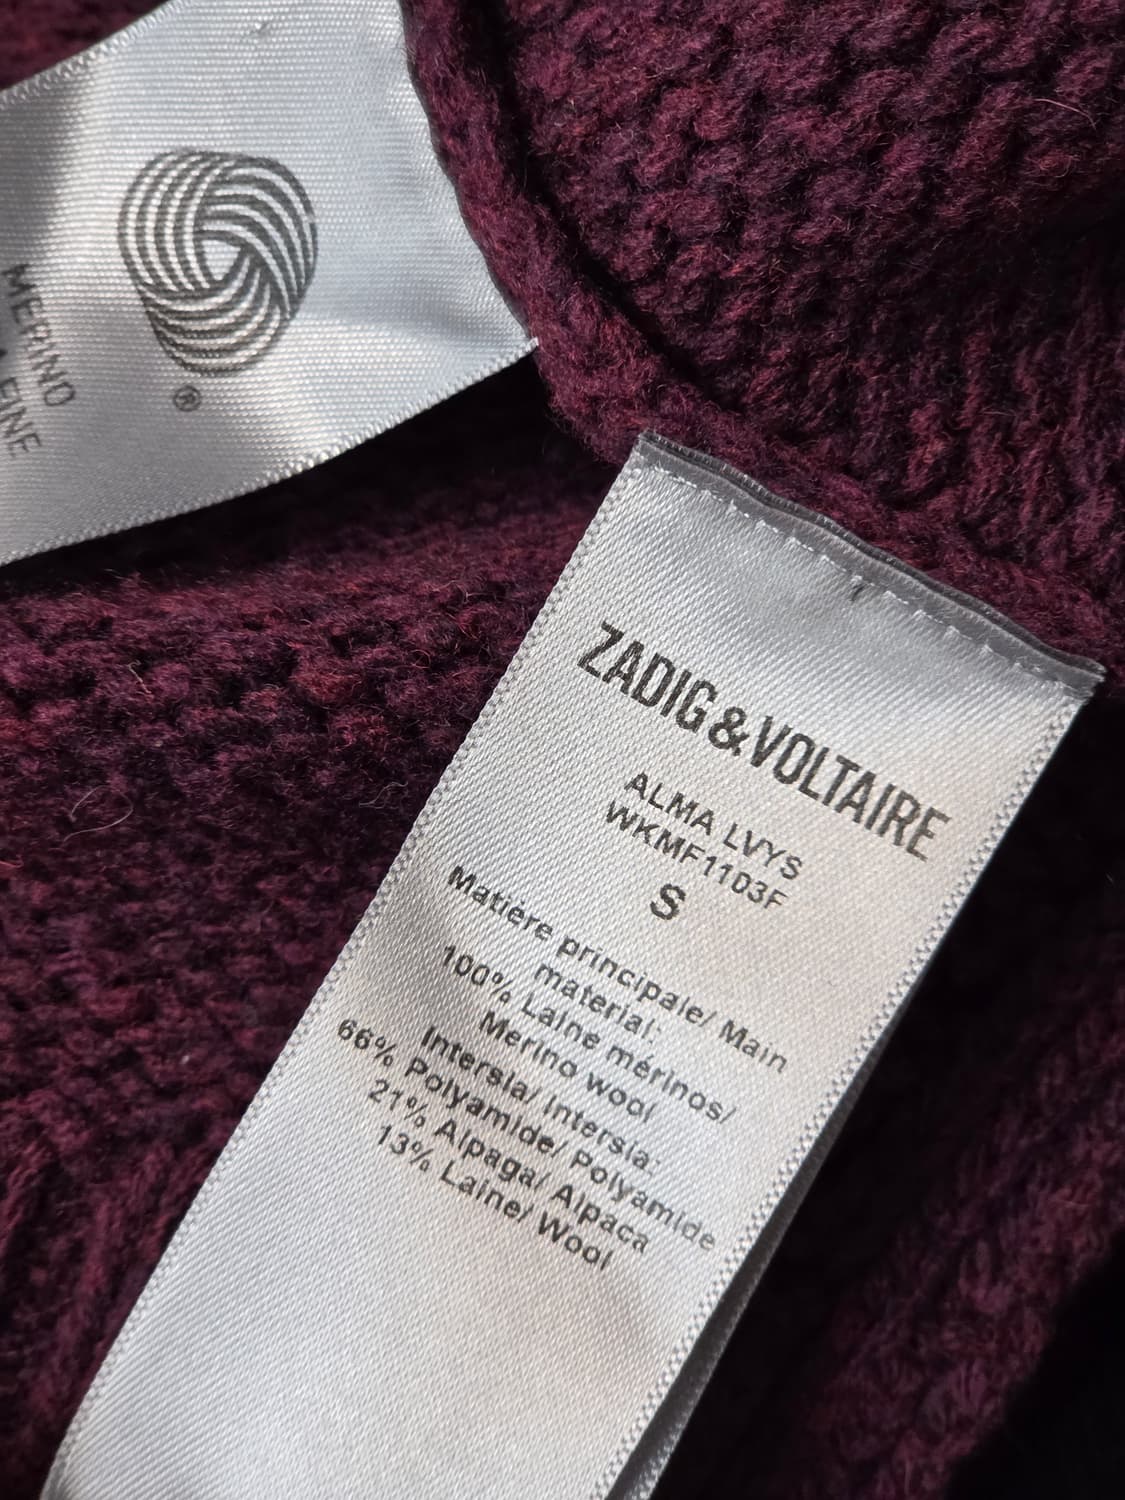 MERINO
FINE
®
ZADIG&VOLTAIRE
ALMA LVYS
WKMF1103F
S
Matière principale/ Main
material:
100% Laine mérinos/
Merino wool
Intersia/ Intersia:
66% Polyamide/ Polyamide
21% Alpaga/ Alpaca
13% Laine/ Wool